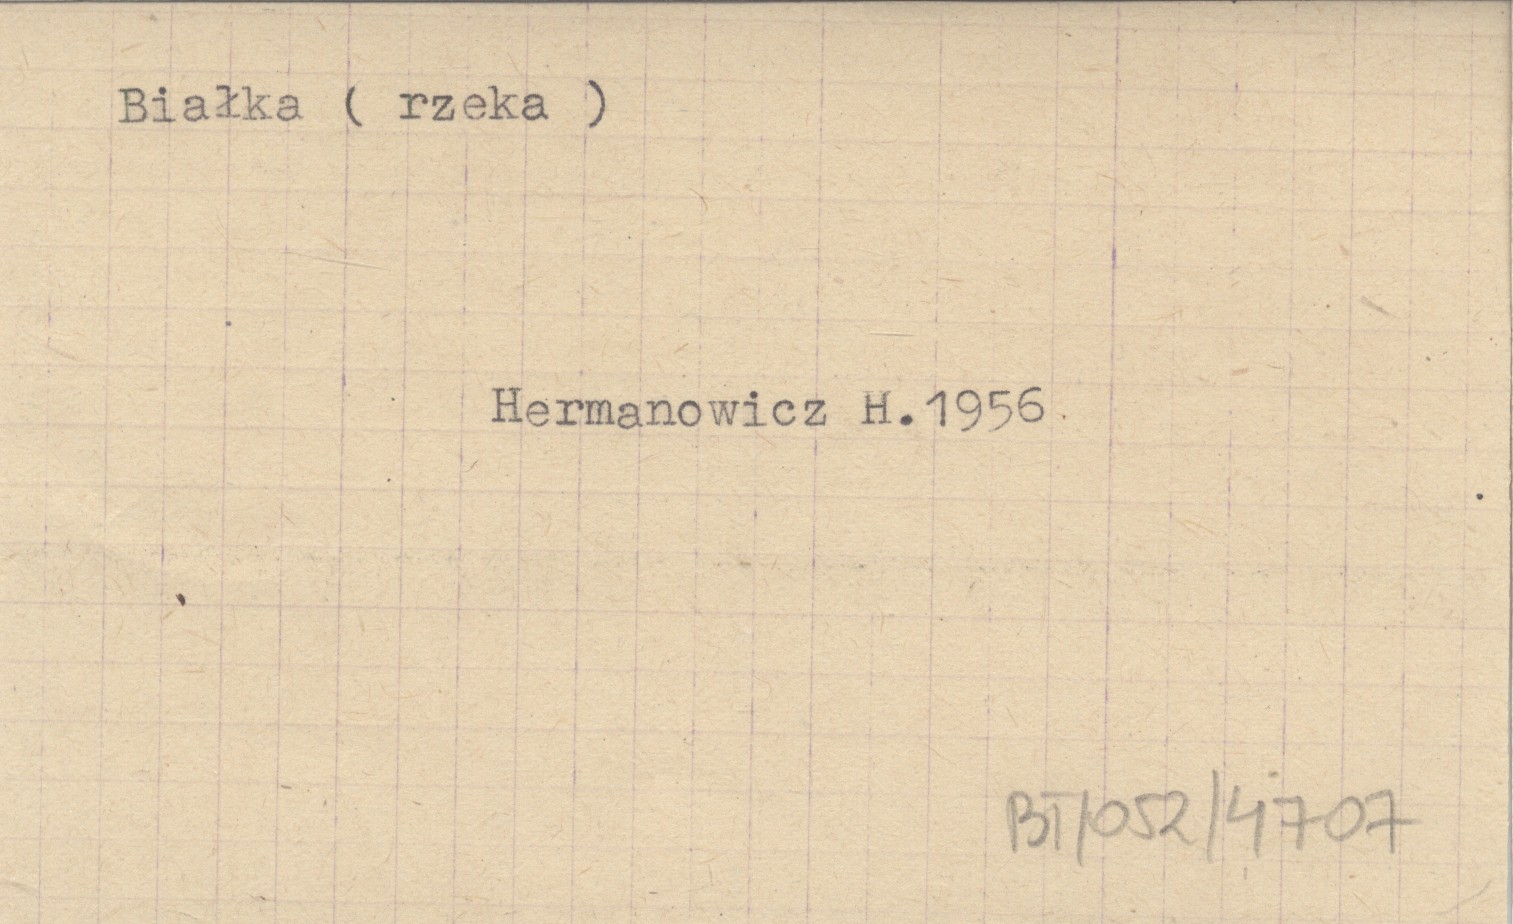 Białka ( rzeka )
Hermanowicz H.1956.
BT/052/4707